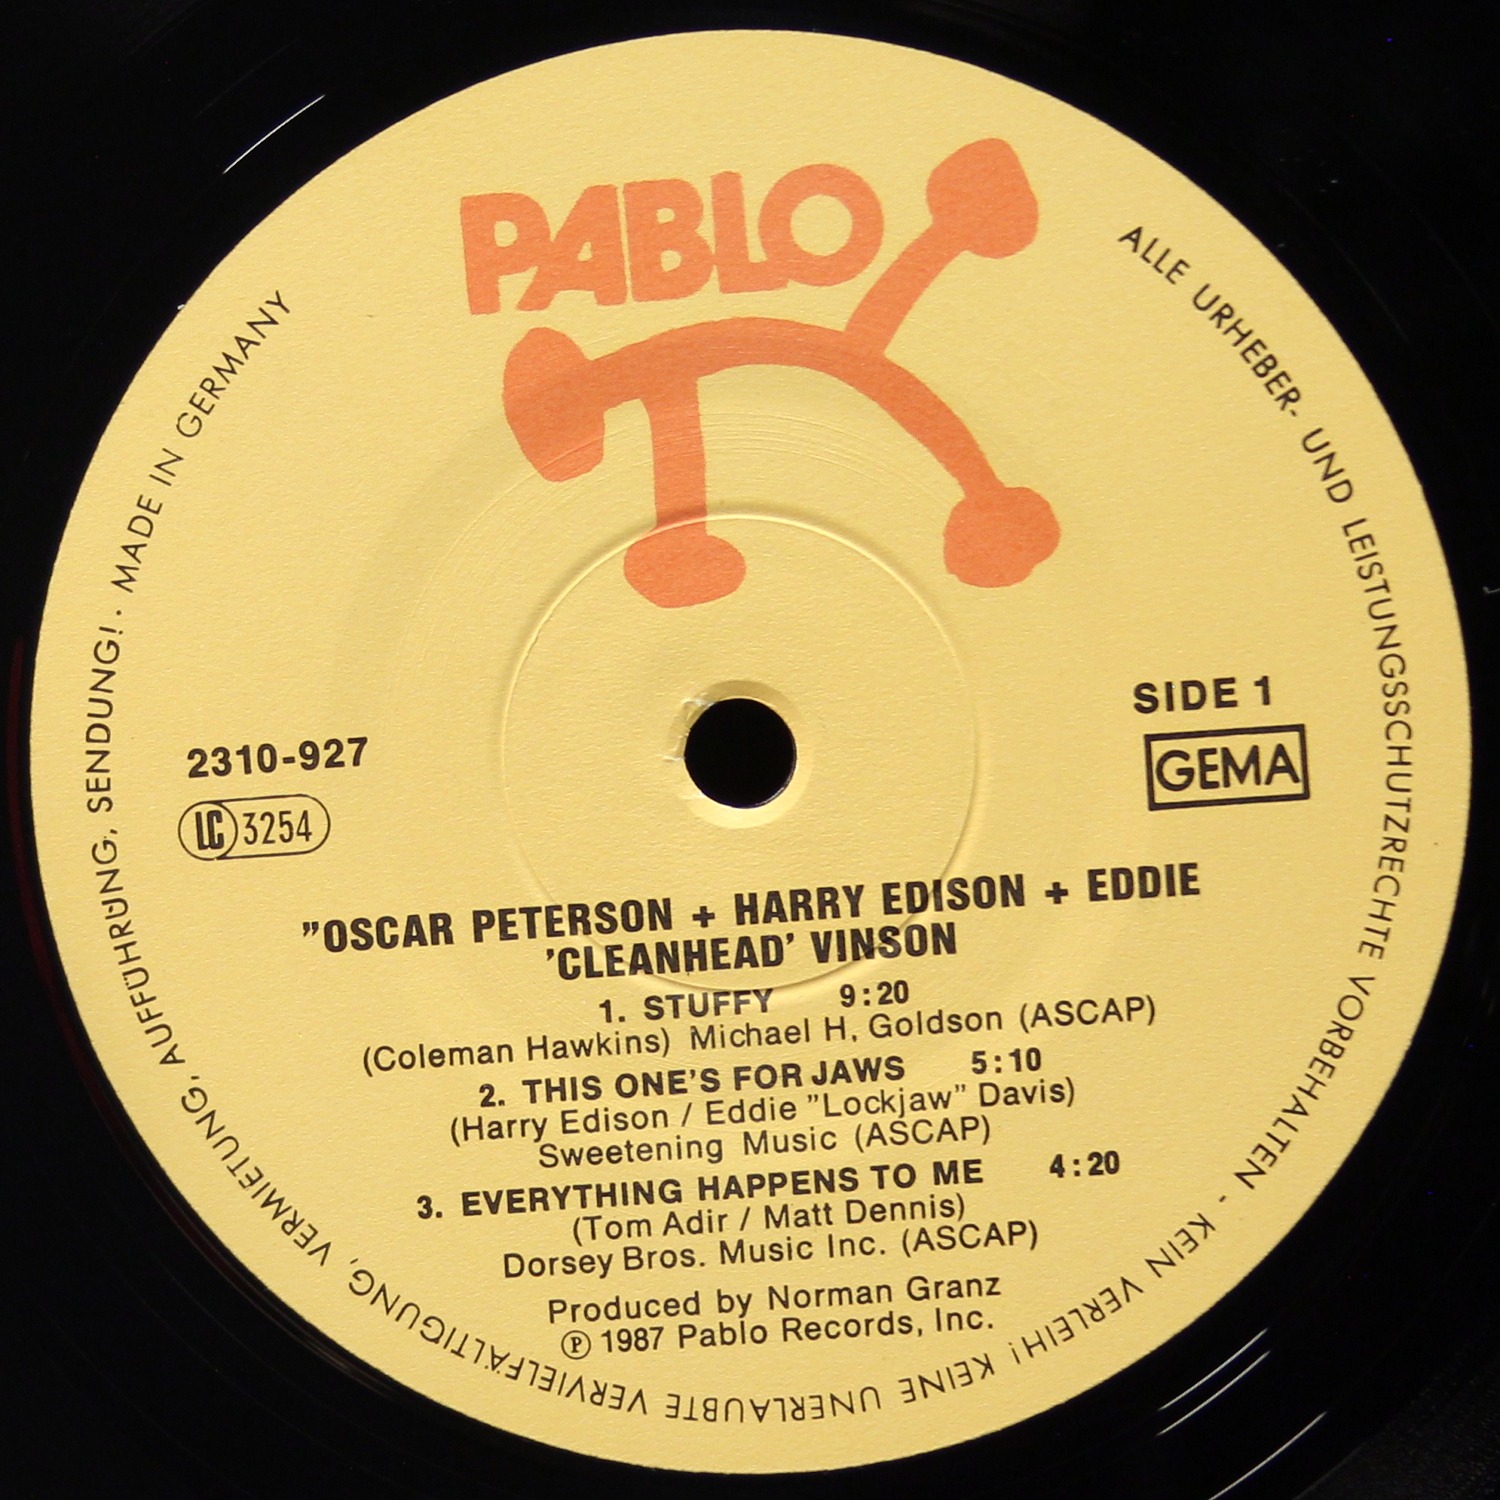 PABLO
SIDE 1
GEMA
2310-927
LC 3254
"OSCAR PETERSON + HARRY EDISON + EDDIE
'CLEANHEAD' VINSON
1. STUFFY 9:20
(Coleman Hawkins) Michael H. Goldson (ASCAP)
2. THIS ONE'S FOR JAWS 5:10
(Harry Edison / Eddie "Lockjaw" Davis)
Sweetening Music (ASCAP)
3. EVERYTHING HAPPENS TO ME 4:20
(Tom Adir / Matt Dennis)
Dorsey Bros. Music Inc. (ASCAP)
Produced by Norman Granz
℗ 1987 Pablo Records, Inc.
ALLE URHEBER- UND LEISTUNGSSCHUTZRECHTE VORBEHALTEN - KEIN VERLEIH! KEINE UNERLAUBTE VERVIELFÄLTIGUNG, VERMIETUNG, AUFFÜHRUNG, SENDUNG! · MADE IN GERMANY